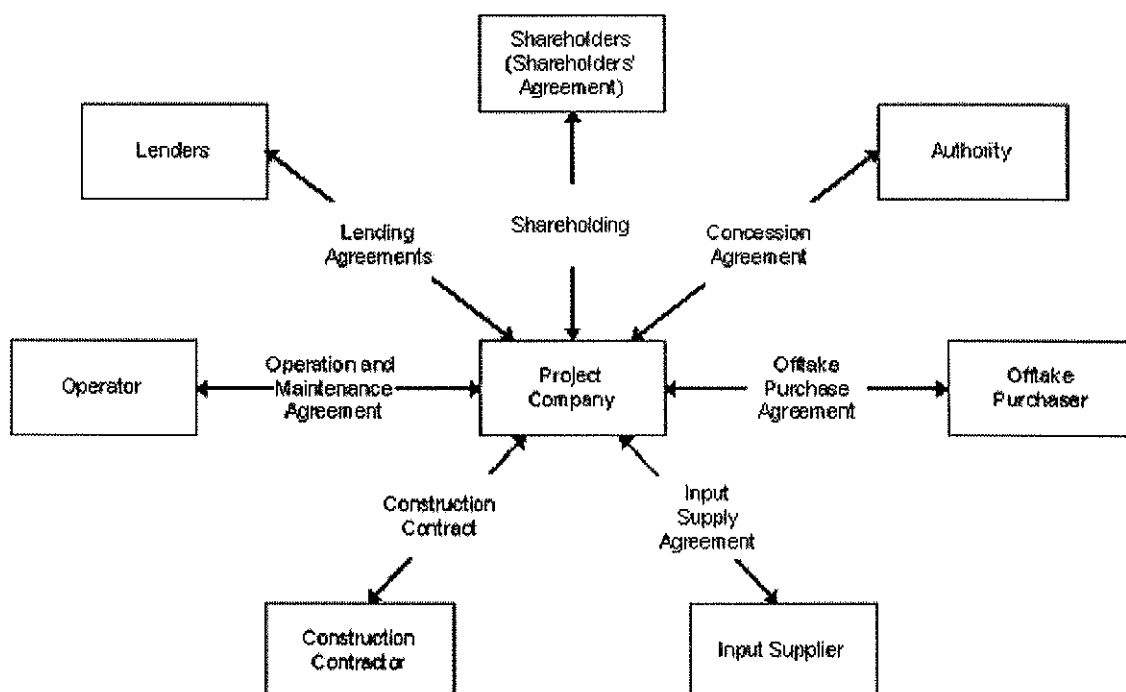 Shareholders
(Shareholders'
Agreement)
Lenders
Authority
Lending
Agreements
Shareholding
Concession
Agreement
Operator
Operation and
Maintenance
Agreement
Project
Company
Offtake
Purchase
Agreement
Offtake
Purchaser
Construction
Contract
Input
Supply
Agreement
Construction
Contractor
Input Supplier